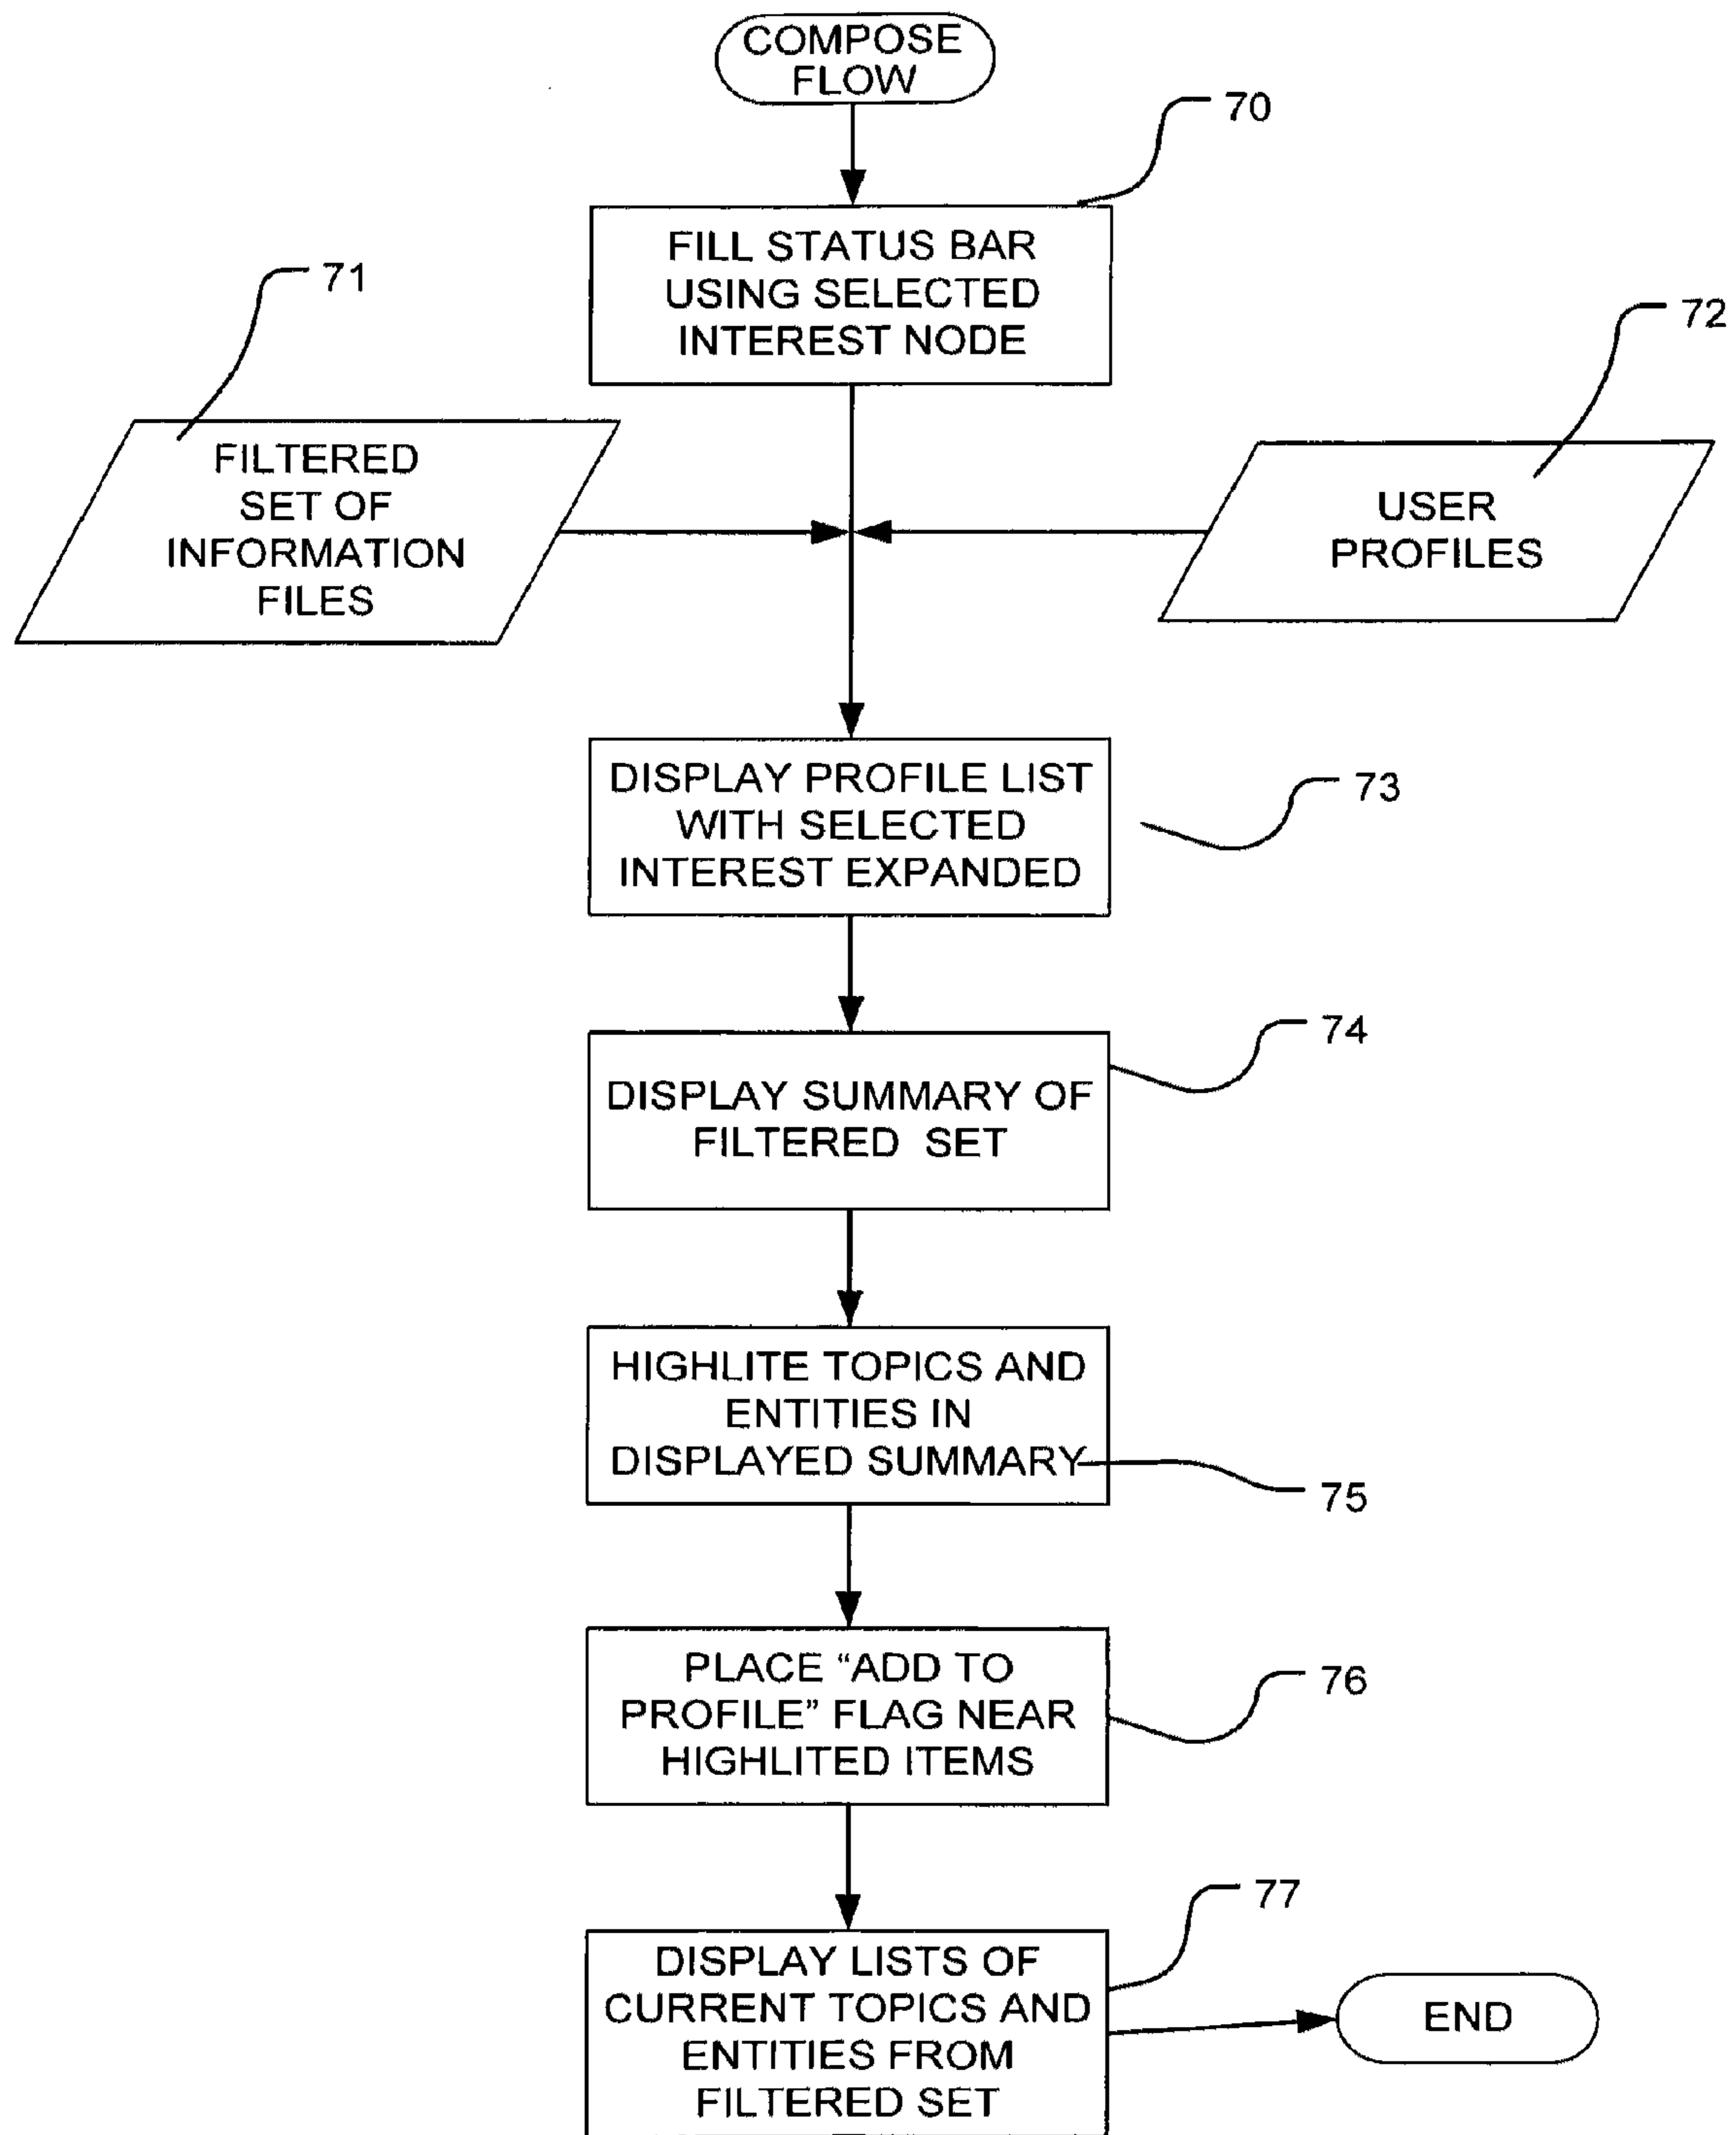 COMPOSE
FLOW
70
FILL STATUS BAR
USING SELECTED
INTEREST NODE
71
72
FILTERED
SET OF
INFORMATION
FILES
USER
PROFILES
DISPLAY PROFILE LIST
WITH SELECTED
INTEREST EXPANDED
73
74
DISPLAY SUMMARY OF
FILTERED SET
HIGHLITE TOPICS AND
ENTITIES IN
DISPLAYED SUMMARY
75
PLACE “ADD TO
PROFILE” FLAG NEAR
HIGHLITED ITEMS
76
77
DISPLAY LISTS OF
CURRENT TOPICS AND
ENTITIES FROM
FILTERED SET
END